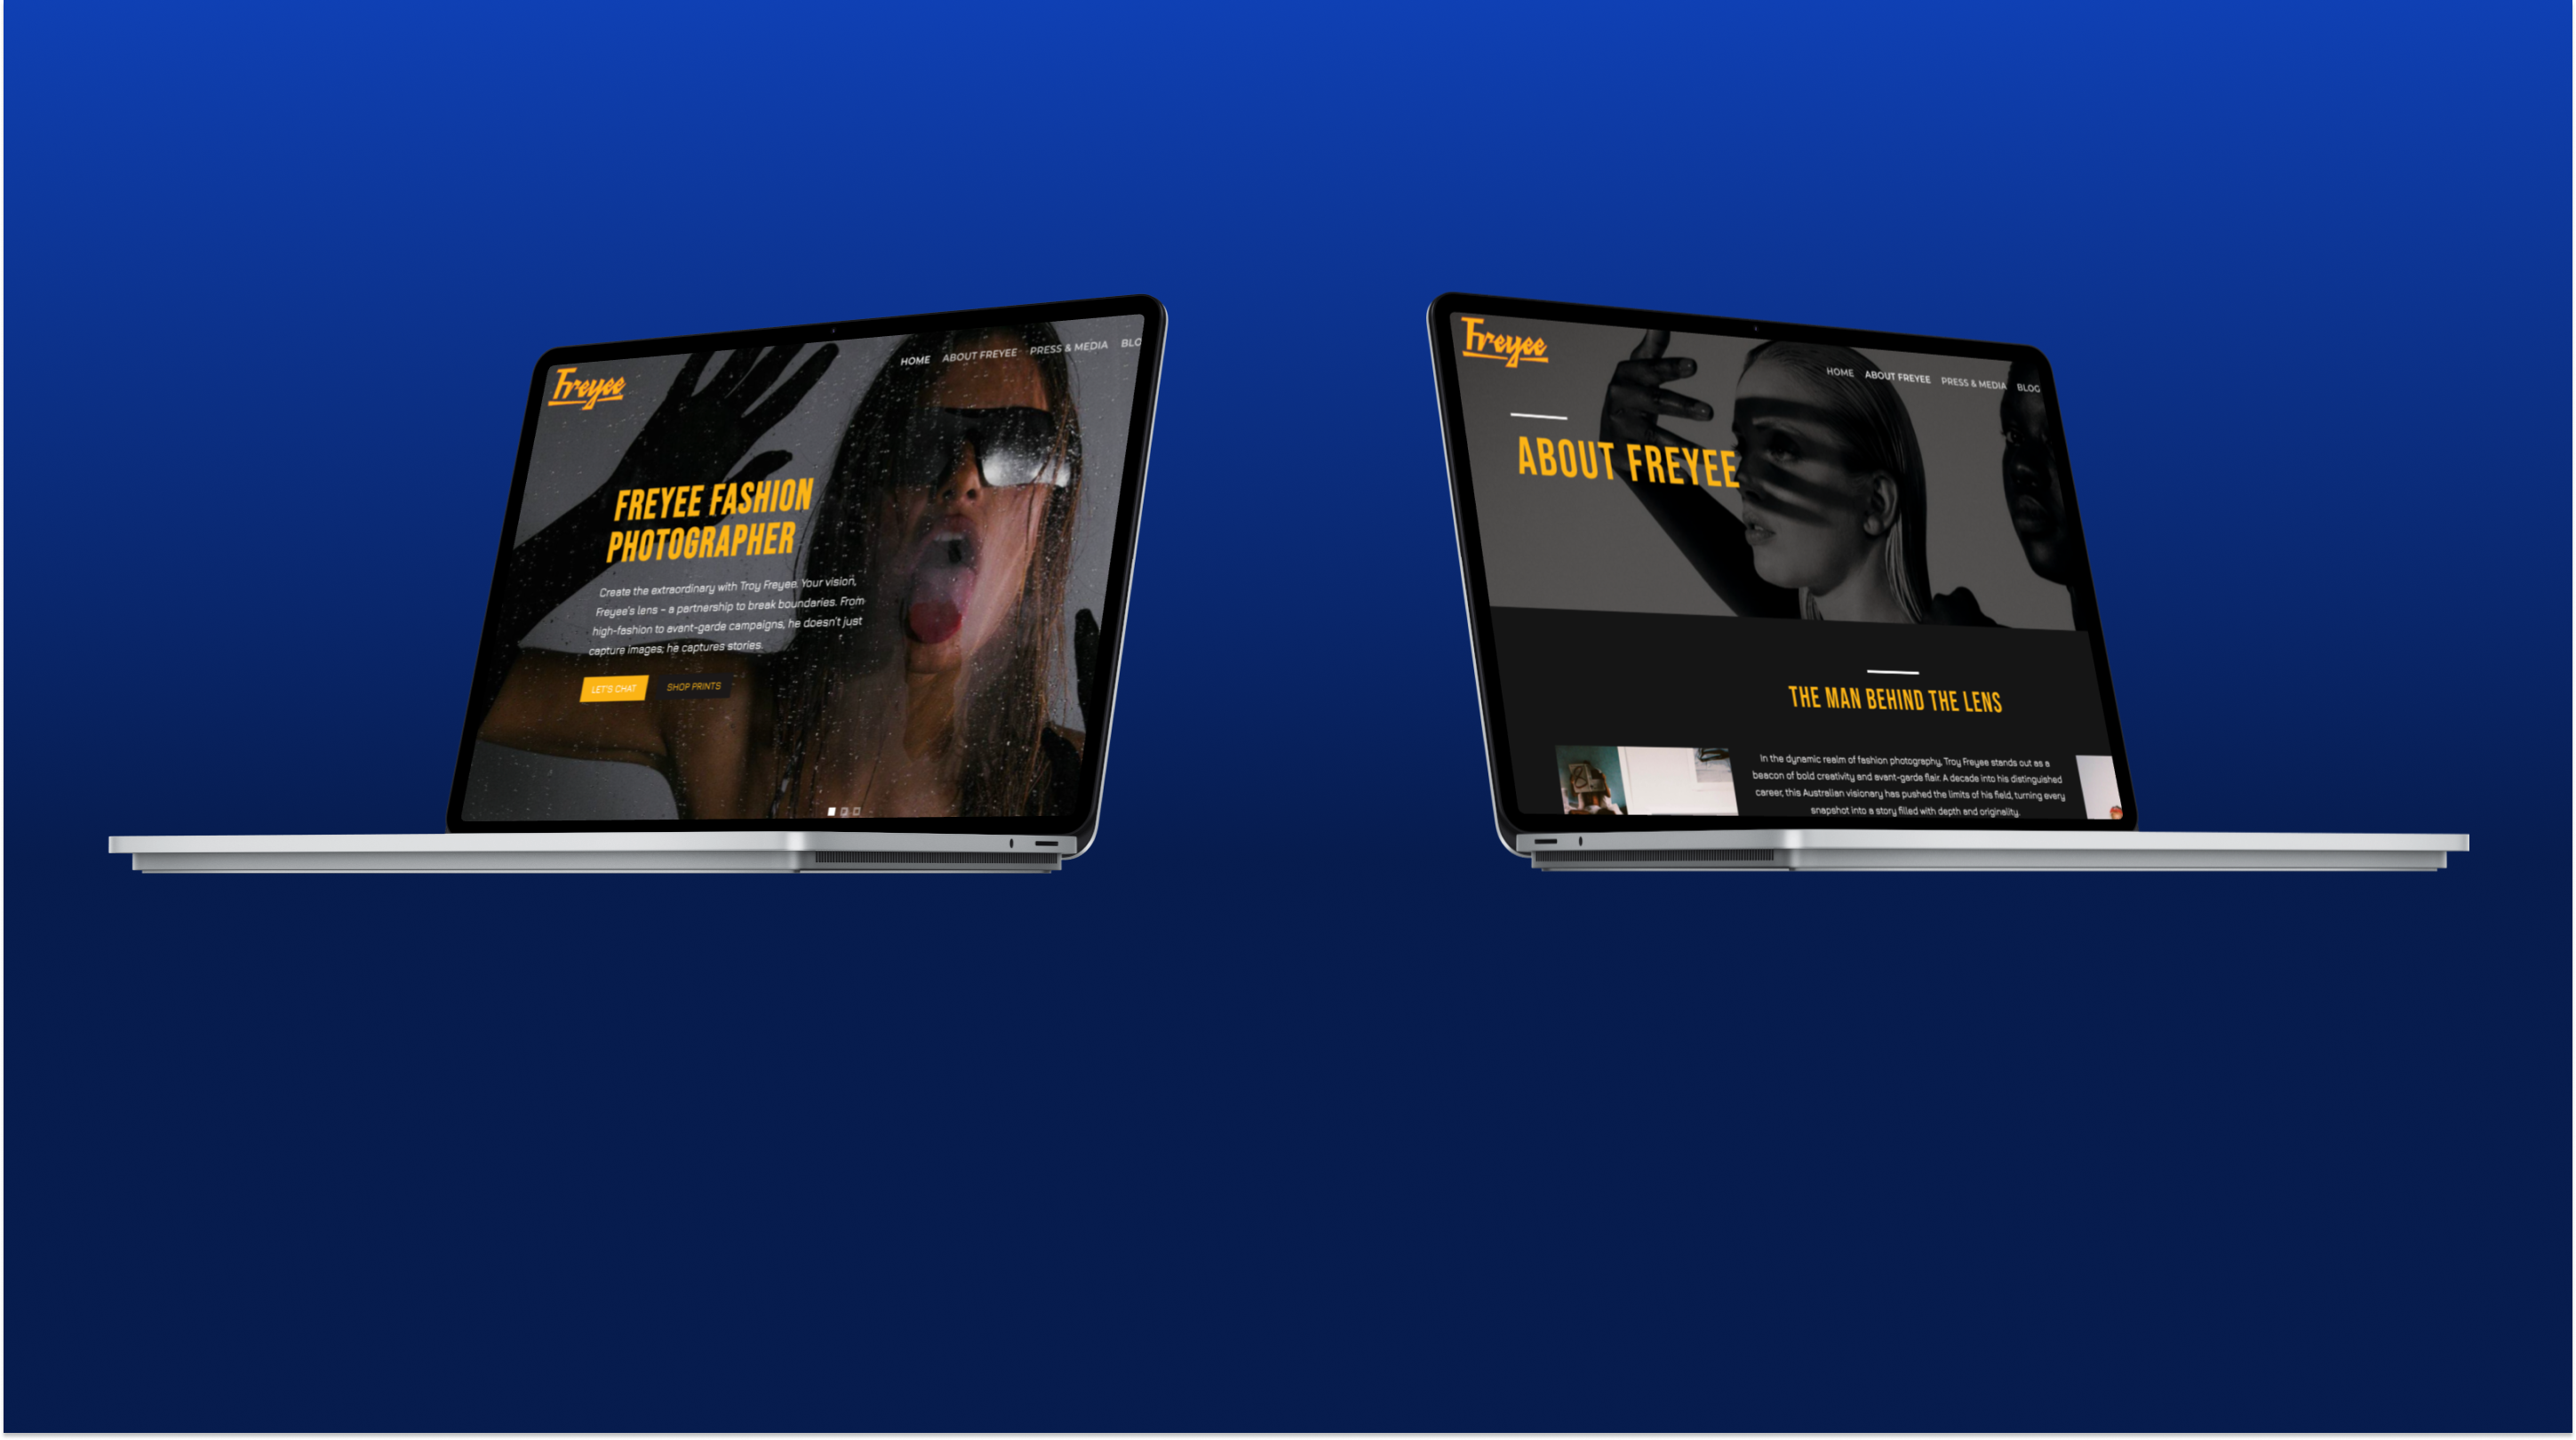 Freyee
HOME ABOUT FREYEE PRESS & MEDIA BLO
FREYEE FASHION
PHOTOGRAPHER
Create the extraordinary with Troy Freyee. Your vision,
Freyee's lens – a partnership to break boundaries. From
high-fashion to avant-garde campaigns, he doesn't just
capture images; he captures stories.
LET'S CHAT SHOP PRINTS
Freyee
HOME ABOUT FREYEE PRESS & MEDIA BLOG
ABOUT FREYEE
THE MAN BEHIND THE LENS
In the dynamic realm of fashion photography, Troy Freyee stands out as a
beacon of bold creativity and avant-garde flair. A decade into his distinguished
career, this Australian visionary has pushed the limits of his field, turning every
snapshot into a story filled with depth and originality.